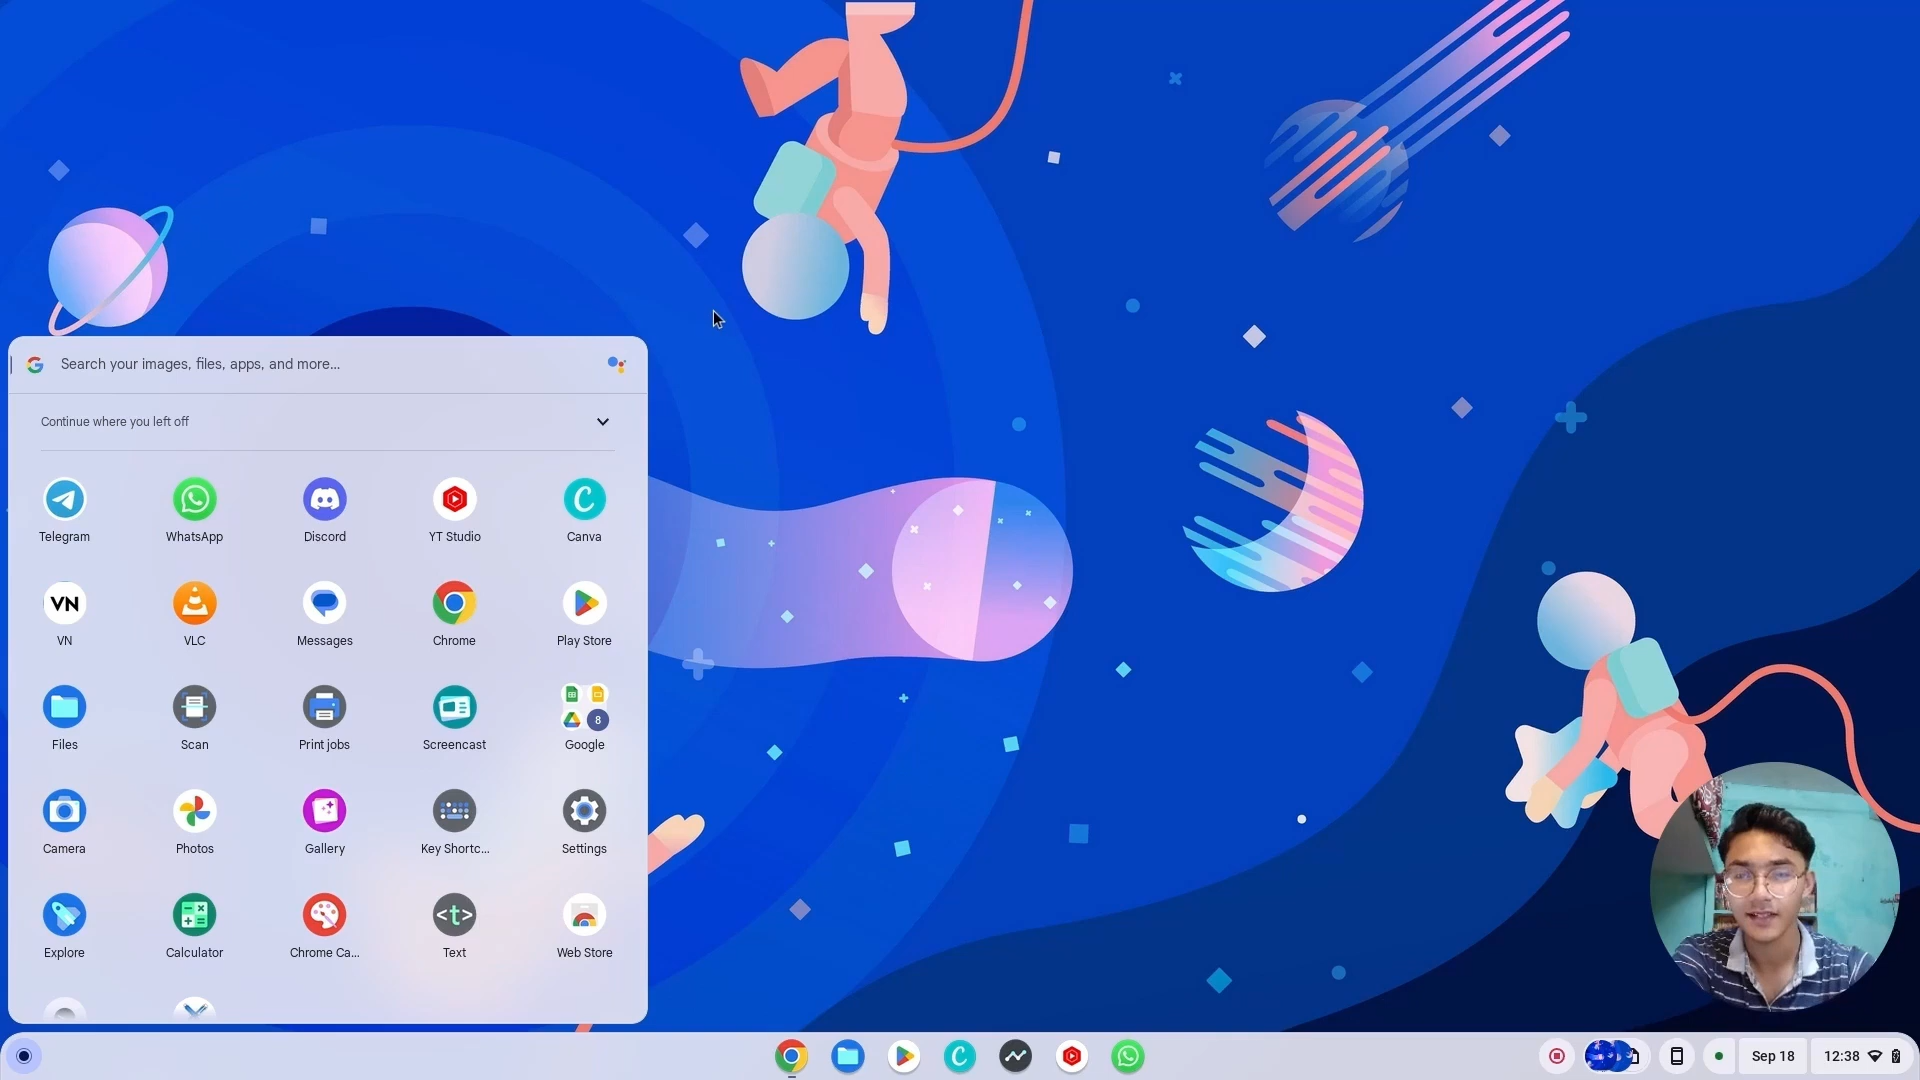 Search your images, files, apps, and more...
Continue where you left off
Telegram
WhatsApp
Discord
YT Studio
Canva
VN
VN
VLC
Messages
Chrome
Play Store
Files
Scan
Print jobs
Screencast
8
Google
Camera
Photos
Gallery
Key Shortc...
Settings
Explore
Calculator
Chrome Ca...
<t>
Text
Web Store
Sep 18
12:38